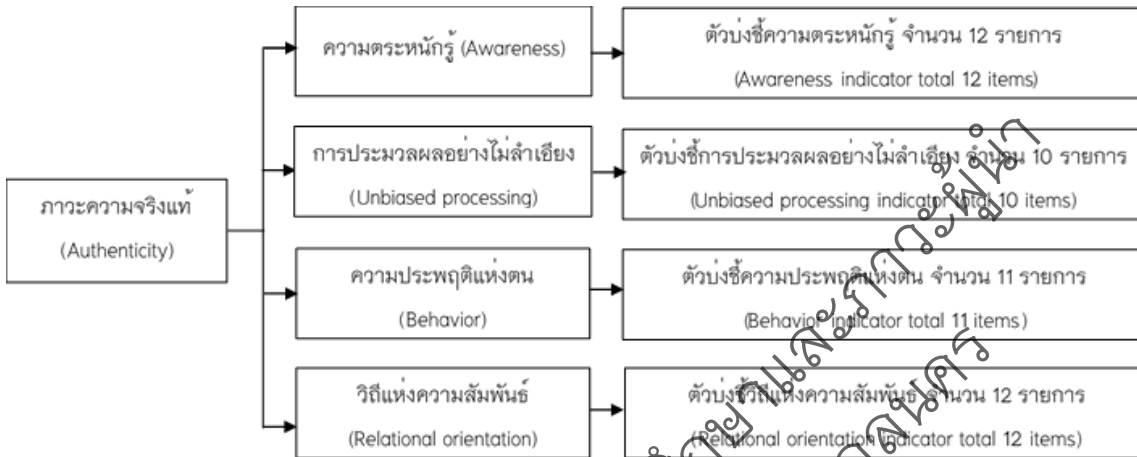 ภาวะความจริงแท้
(Authenticity)
ความตระหนักรู้ (Awareness)
ตัวบ่งชี้ความตระหนักรู้ จำนวน 12 รายการ
(Awareness indicator total 12 items)
การประมวลผลอย่างไม่ลำเอียง
(Unbiased processing)
ตัวบ่งชี้การประมวลผลอย่างไม่ลำเอียง จำนวน 10 รายการ
(Unbiased processing indicator total 10 items)
ความประพฤติแห่งตน
(Behavior)
ตัวบ่งชี้ความประพฤติแห่งตน จำนวน 11 รายการ
(Behavior indicator total 11 items)
วิถีแห่งความสัมพันธ์
(Relational orientation)
ตัวบ่งชี้วิถีแห่งความสัมพันธ์ จำนวน 12 รายการ
(Relational orientation indicator total 12 items)
และภาวะผู้นำ